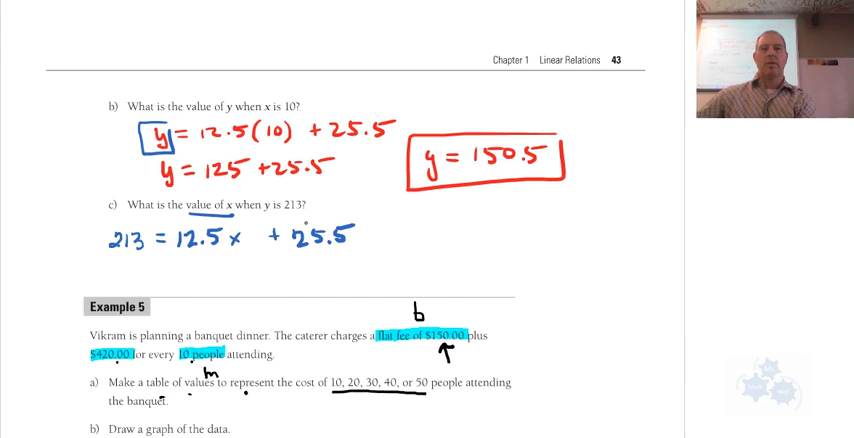 Chapter 1 Linear Relations 43
b) What is the value of y when x is 10?
y = 12.5(10) + 25.5
y = 125 + 25.5
y = 150.5
c) What is the value of x when y is 213?
213 = 12.5x + 25.5
Example 5
b
Vikram is planning a banquet dinner. The caterer charges a flat fee of $150.00 plus
$420.00 for every 10 people attending.
m
a) Make a table of values to represent the cost of 10, 20, 30, 40, or 50 people attending
the banquet.
b) Draw a graph of the data.